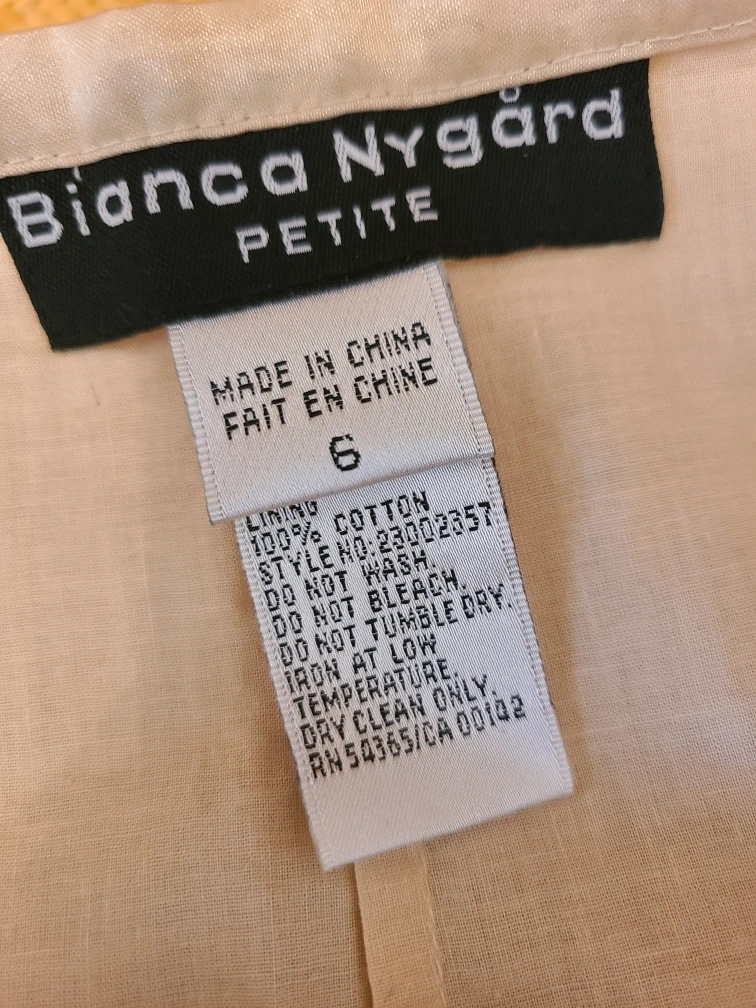 Bianca Nygård
PETITE
MADE IN CHINA
FAIT EN CHINE
6
LINING
100% COTTON
STYLE NO:23002357
DO NOT WASH.
DO NOT BLEACH.
DO NOT TUMBLE DRY.
IRON AT LOW
TEMPERATURE.
DRY CLEAN ONLY.
RN 54365/CA 00142